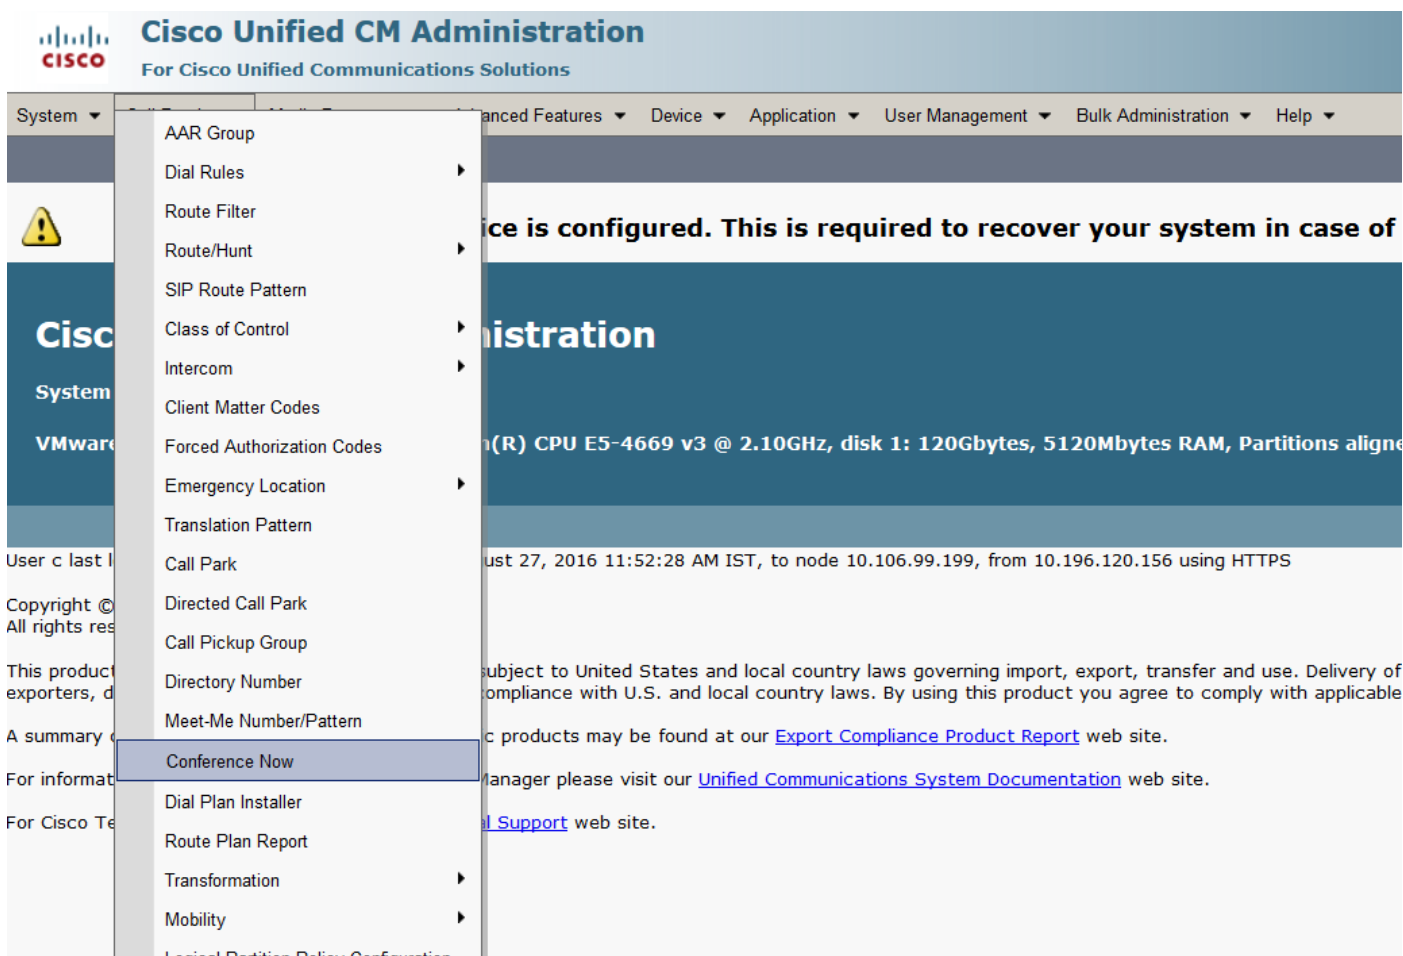 CISCO
Cisco Unified CM Administration
For Cisco Unified Communications Solutions
System
anced Features Device Application User Management Bulk Administration Help
AAR Group
Dial Rules
Route Filter
Route/Hunt
SIP Route Pattern
Class of Control
Intercom
Client Matter Codes
Forced Authorization Codes
Emergency Location
Translation Pattern
Call Park
Directed Call Park
Call Pickup Group
Directory Number
Meet-Me Number/Pattern
Conference Now
Dial Plan Installer
Route Plan Report
Transformation
Mobility
Logical Partition Policy Configuration
ice is configured. This is required to recover your system in case of
Cisc nistration
System
VMware n(R) CPU E5-4669 v3 @ 2.10GHz, disk 1: 120Gbytes, 5120Mbytes RAM, Partitions aligne
User c last l ust 27, 2016 11:52:28 AM IST, to node 10.106.99.199, from 10.196.120.156 using HTTPS
Copyright ©
All rights res
This product subject to United States and local country laws governing import, export, transfer and use. Delivery of
exporters, d compliance with U.S. and local country laws. By using this product you agree to comply with applicable
A summary c products may be found at our Export Compliance Product Report web site.
For informat Manager please visit our Unified Communications System Documentation web site.
For Cisco Te l Support web site.